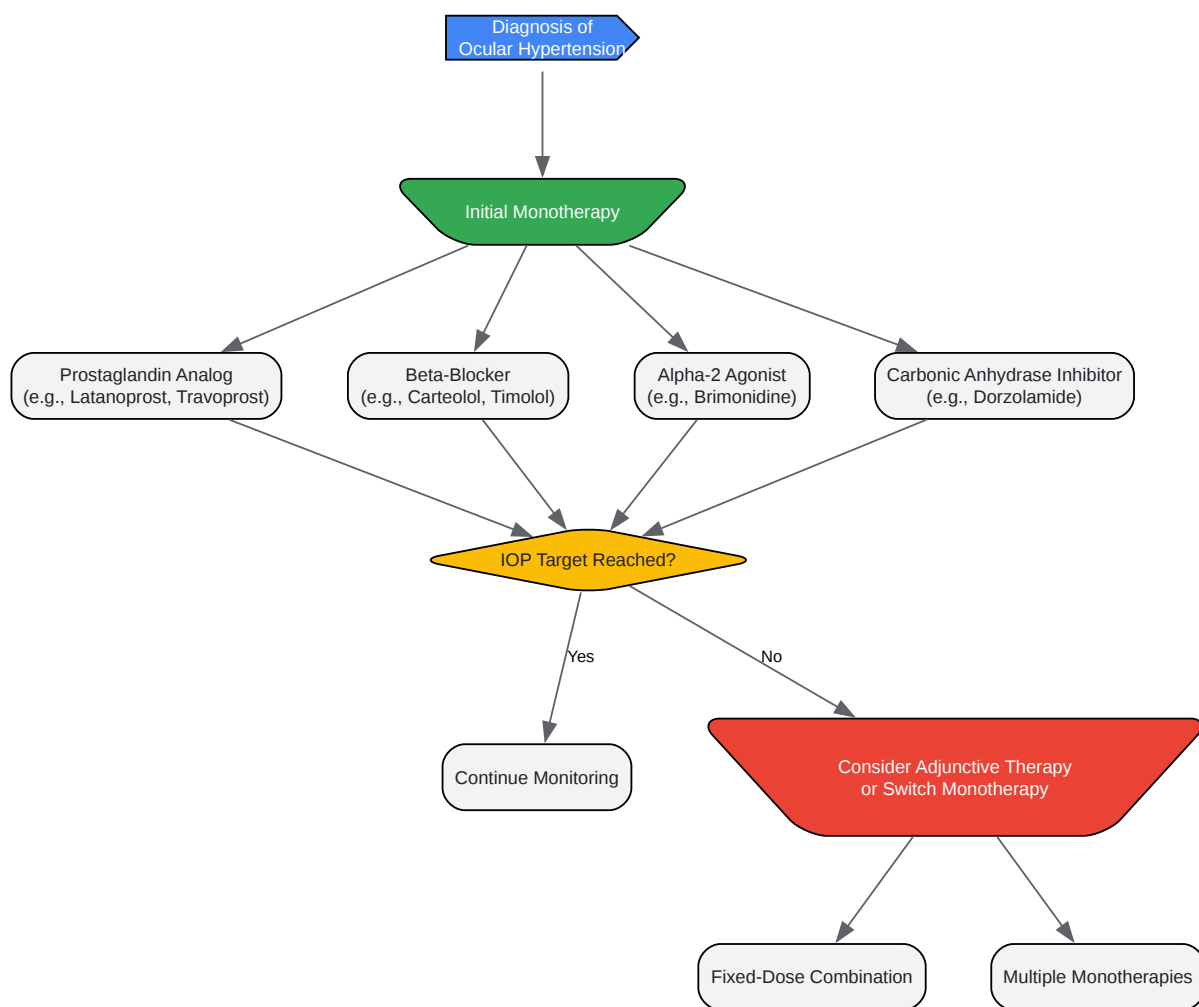 Diagnosis of
Ocular Hypertension
Initial Monotherapy
Prostaglandin Analog
(e.g., Latanoprost, Travoprost)
Beta-Blocker
(e.g., Carteolol, Timolol)
Alpha-2 Agonist
(e.g., Brimonidine)
Carbonic Anhydrase Inhibitor
(e.g., Dorzolamide)
IOP Target Reached?
Yes
No
Continue Monitoring
Consider Adjunctive Therapy
or Switch Monotherapy
Fixed-Dose Combination
Multiple Monotherapies